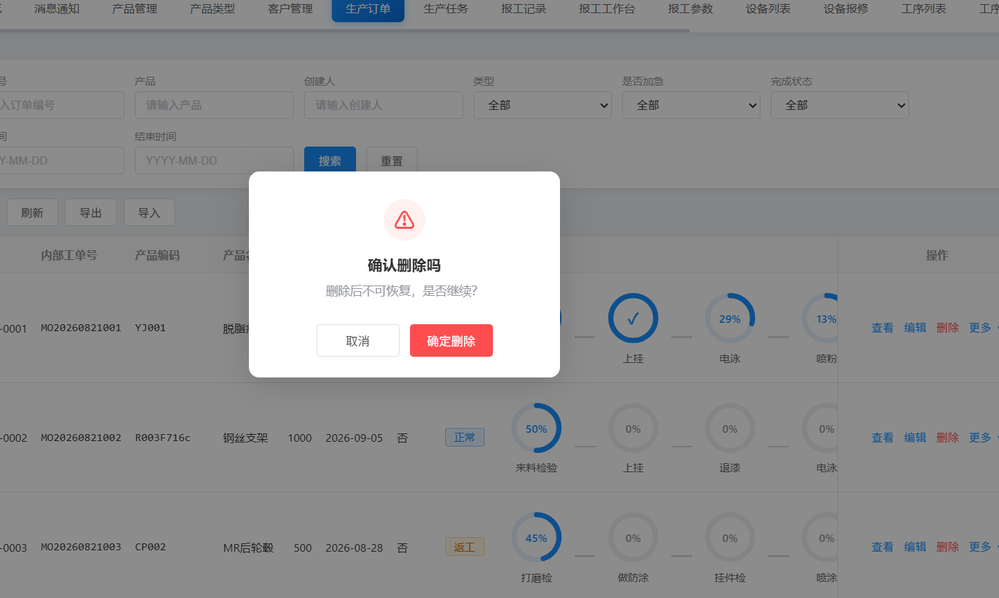 消息通知 产品管理 产品类型 客户管理 生产订单 生产任务 报工记录 报工工作台 报工参数 设备列表 设备报修 工序列表 工序
号 产品 创建人 类型 是否加急 完成状态
入订单编号 请输入产品 请输入创建人 全部 全部 全部
间 结束时间
Y-MM-DD YYYY-MM-DD 搜索 重置
刷新 导出 导入
内部工单号 产品编码 产品名 操作
确认删除吗
删除后不可恢复，是否继续?
取消 确定删除
-0001 MO20260821001 YJ001 脱脂 29% 13% 查看 编辑 删除 更多
上挂 电泳 喷粉
-0002 MO20260821002 R003F716c 钢丝支架 1000 2026-09-05 否 正常 50% 0% 0% 0% 查看 编辑 删除 更多
来料检验 上挂 退漆 电泳
-0003 MO20260821003 CP002 MR后轮毂 500 2026-08-28 否 返工 45% 0% 0% 0% 查看 编辑 删除 更多
打磨检 做防涂 挂件检 喷涂